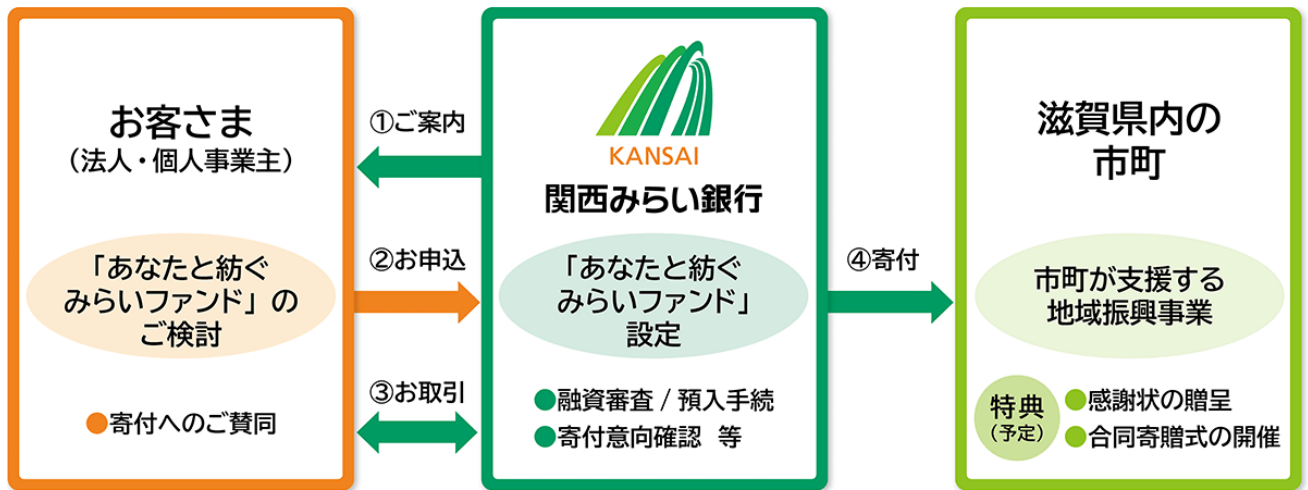 お客さま
（法人・個人事業主）
「あなたと紡ぐ
みらいファンド」の
ご検討
●寄付へのご賛同
①ご案内
②お申込
③お取引
KANSAI
関西みらい銀行
「あなたと紡ぐ
みらいファンド」
設定
●融資審査 / 預入手続
●寄付意向確認 等
④寄付
滋賀県内の
市町
市町が支援する
地域振興事業
特典
（予定）
●感謝状の贈呈
●合同寄贈式の開催